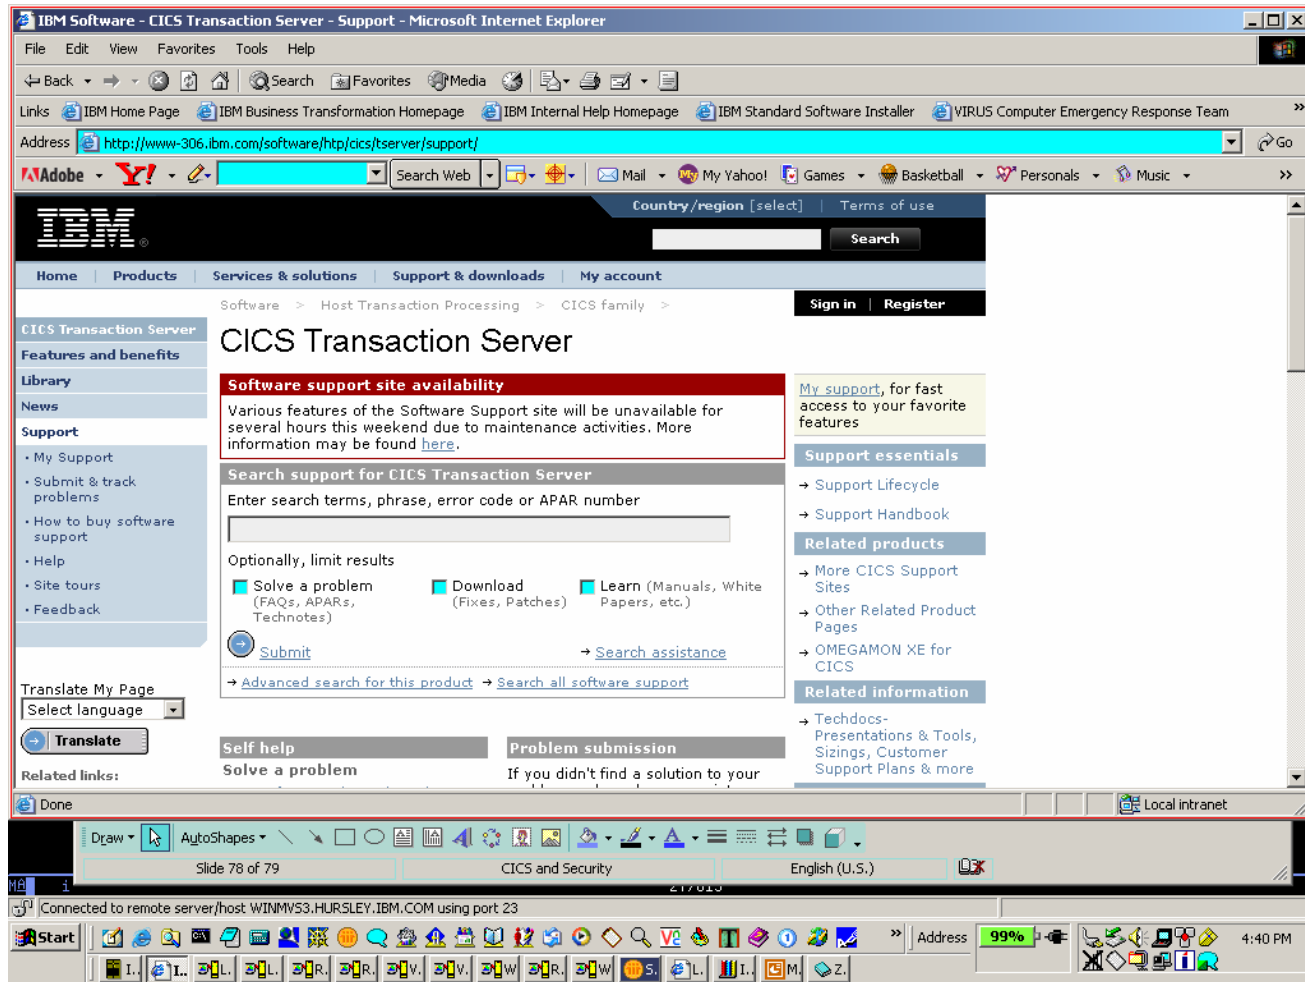 IBM Software - CICS Transaction Server - Support - Microsoft Internet Explorer
File Edit View Favorites Tools Help
Back Search Favorites Media
Links IBM Home Page IBM Business Transformation Homepage IBM Internal Help Homepage IBM Standard Software Installer VIRUS Computer Emergency Response Team »
Address http://www-306.ibm.com/software/htp/cics/tserver/support/ Go
Adobe Y! Search Web Mail My Yahoo! Games Basketball Personals Music »
Country/region [select] | Terms of use
IBM®
Search
Home | Products | Services & solutions | Support & downloads | My account
Software > Host Transaction Processing > CICS family >
Sign in | Register
CICS Transaction Server
Features and benefits
Library
News
Support
• My Support
• Submit & track
problems
• How to buy software
support
• Help
• Site tours
• Feedback
Translate My Page
Select language
Translate
Related links:
CICS Transaction Server
Software support site availability
Various features of the Software Support site will be unavailable for
several hours this weekend due to maintenance activities. More
information may be found here.
Search support for CICS Transaction Server
Enter search terms, phrase, error code or APAR number
Optionally, limit results
Solve a problem
(FAQs, APARs,
Technotes)
Download
(Fixes, Patches)
Learn (Manuals, White
Papers, etc.)
Submit
→ Search assistance
→ Advanced search for this product → Search all software support
Self help
Solve a problem
Problem submission
If you didn't find a solution to your
My support, for fast
access to your favorite
features
Support essentials
→ Support Lifecycle
→ Support Handbook
Related products
→ More CICS Support
Sites
→ Other Related Product
Pages
→ OMEGAMON XE for
CICS
Related information
→ Techdocs-
Presentations & Tools,
Sizings, Customer
Support Plans & more
Done Local intranet
Draw AutoShapes
Slide 78 of 79 CICS and Security English (U.S.)
MA i
Connected to remote server/host WINMVS3.HURSLEY.IBM.COM using port 23
Start » Address 99% 4:40 PM
I.. I.. L. L. R. R. V. V. W R. W S. L. I.. M. Z.